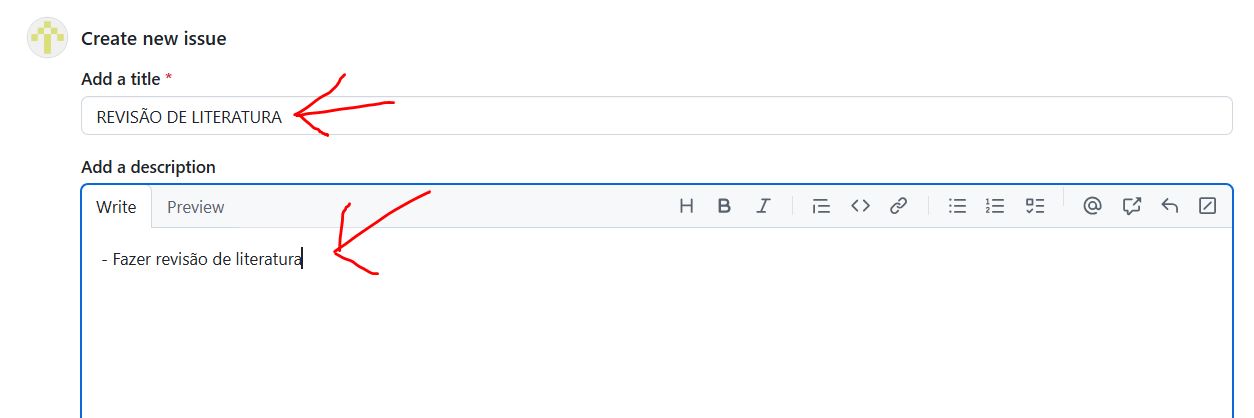 Create new issue
Add a title *
REVISÃO DE LITERATURA
Add a description
Write Preview
- Fazer revisão de literatura